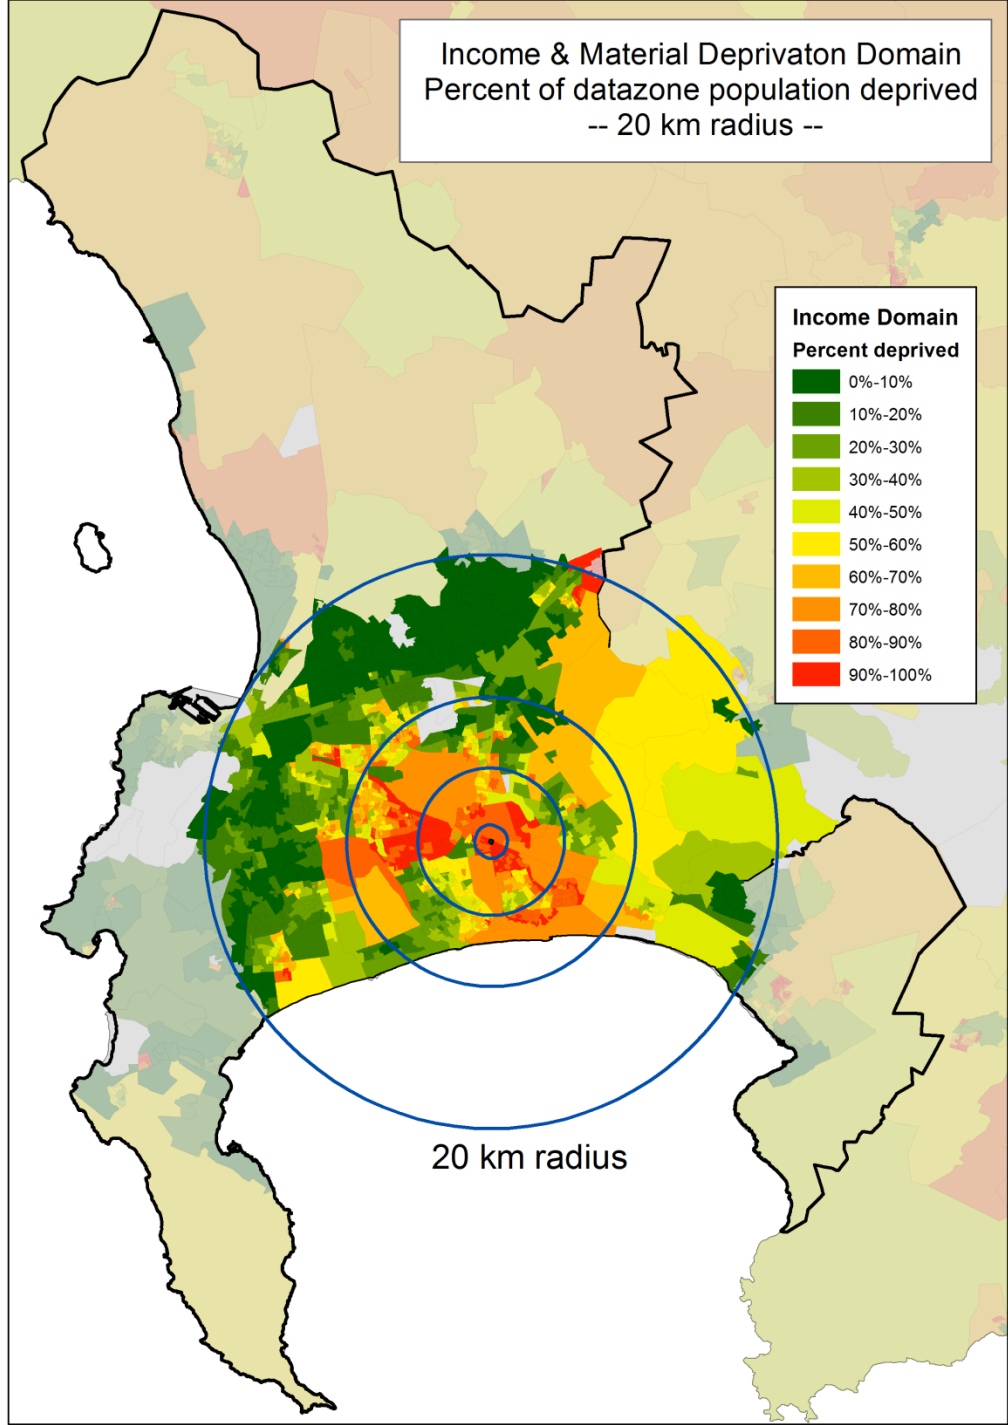 Income & Material Deprivaton Domain
Percent of datazone population deprived
-- 20 km radius --
Income Domain
Percent deprived
0%-10%
10%-20%
20%-30%
30%-40%
40%-50%
50%-60%
60%-70%
70%-80%
80%-90%
90%-100%
20 km radius